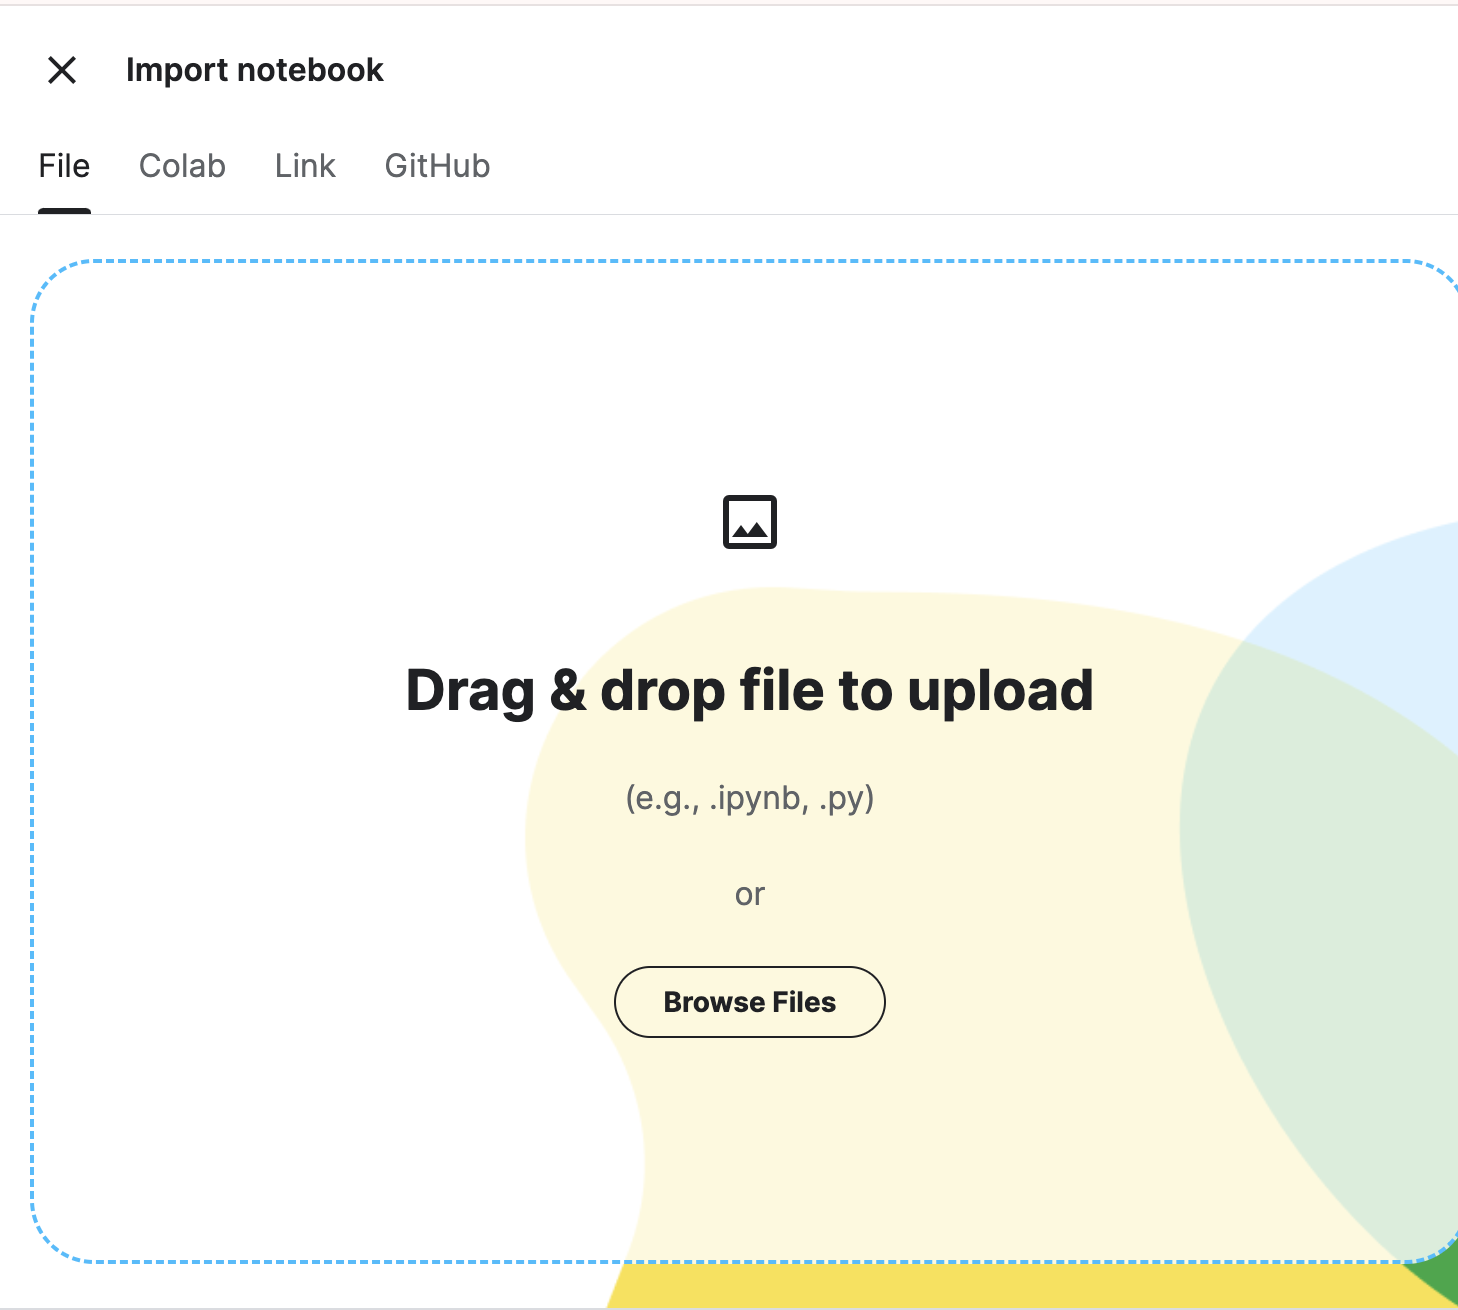 Import notebook
File Colab Link GitHub
Drag & drop file to upload
(e.g., .ipynb, .py)
or
Browse Files